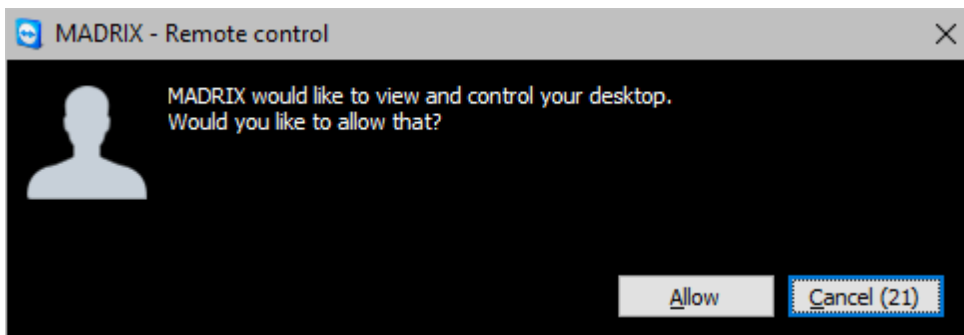 MADRIX - Remote control
MADRIX would like to view and control your desktop.
Would you like to allow that?
Allow
Cancel (21)